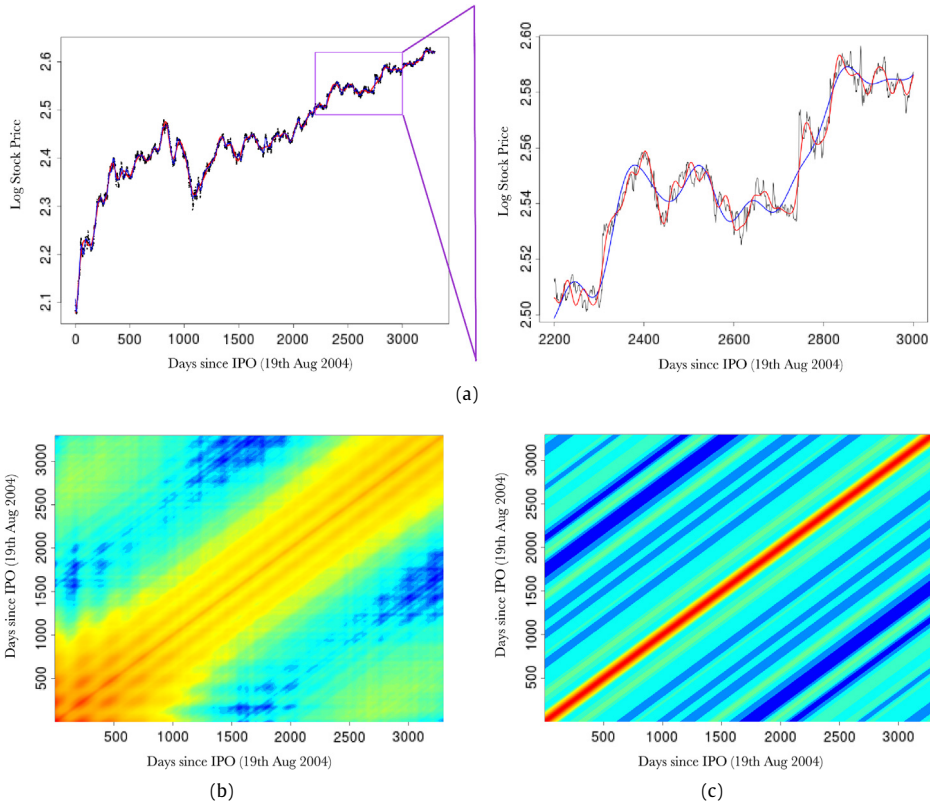 Log Stock Price
2.6
2.5
2.4
2.3
2.2
2.1
0 500 1000 1500 2000 2500 3000
Days since IPO (19th Aug 2004)
Log Stock Price
2.60
2.58
2.54
2.52
2.50
2200 2400 2600 2800 3000
Days since IPO (19th Aug 2004)
(a)
Days since IPO (19th Aug 2004)
3000
2500
2000
1500
1000
500
500 1000 1500 2000 2500 3000
Days since IPO (19th Aug 2004)
(b)
Days since IPO (19th Aug 2004)
3000
2500
2000
1500
1000
500
500 1000 1500 2000 2500 3000
Days since IPO (19th Aug 2004)
(c)